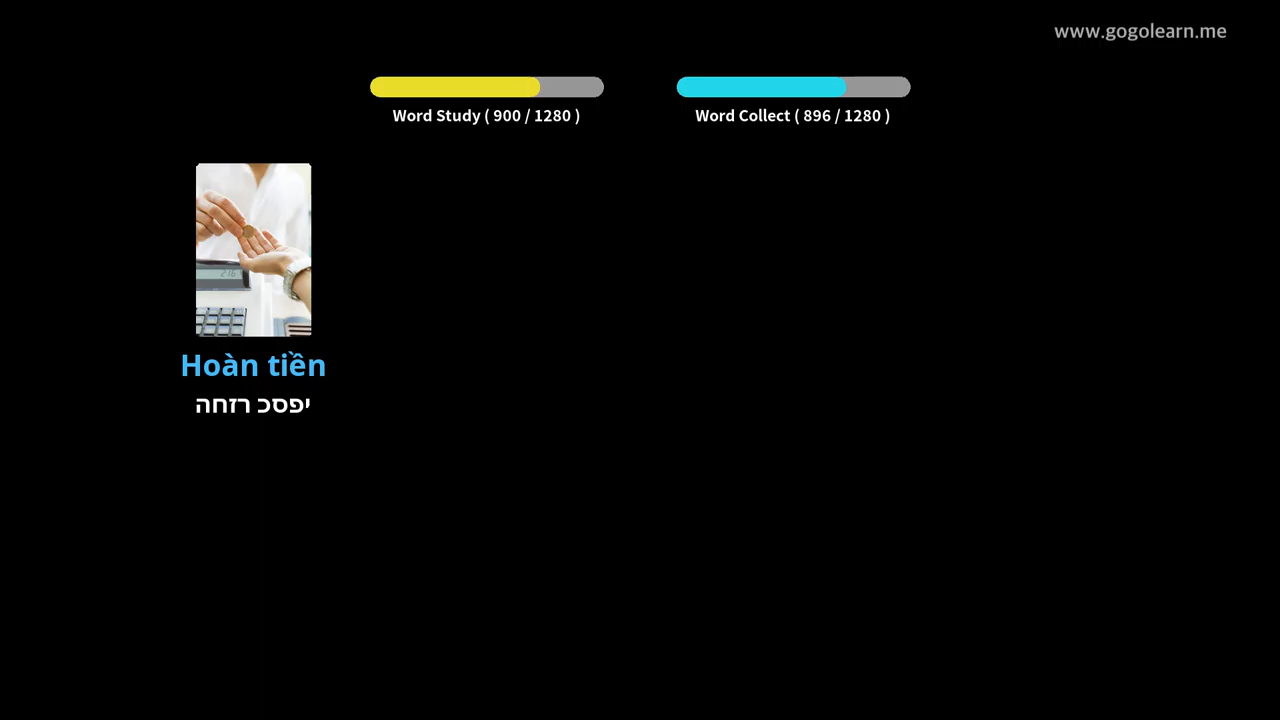 www.gogolearn.me
Word Study ( 900 / 1280 )
Word Collect ( 896 / 1280 )
Hoàn tiền
יפסכ רזחה